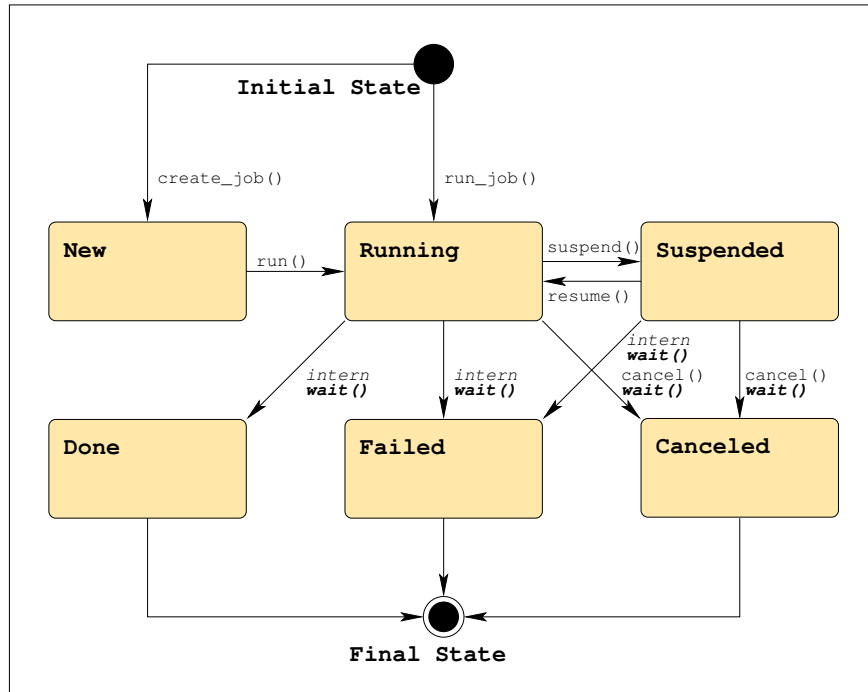 Initial State
create_job()
run_job()
New
Running
Suspended
run()
suspend()
resume()
intern
wait()
intern
wait()
intern
wait()
cancel()
wait()
cancel()
wait()
Done
Failed
Canceled
Final State